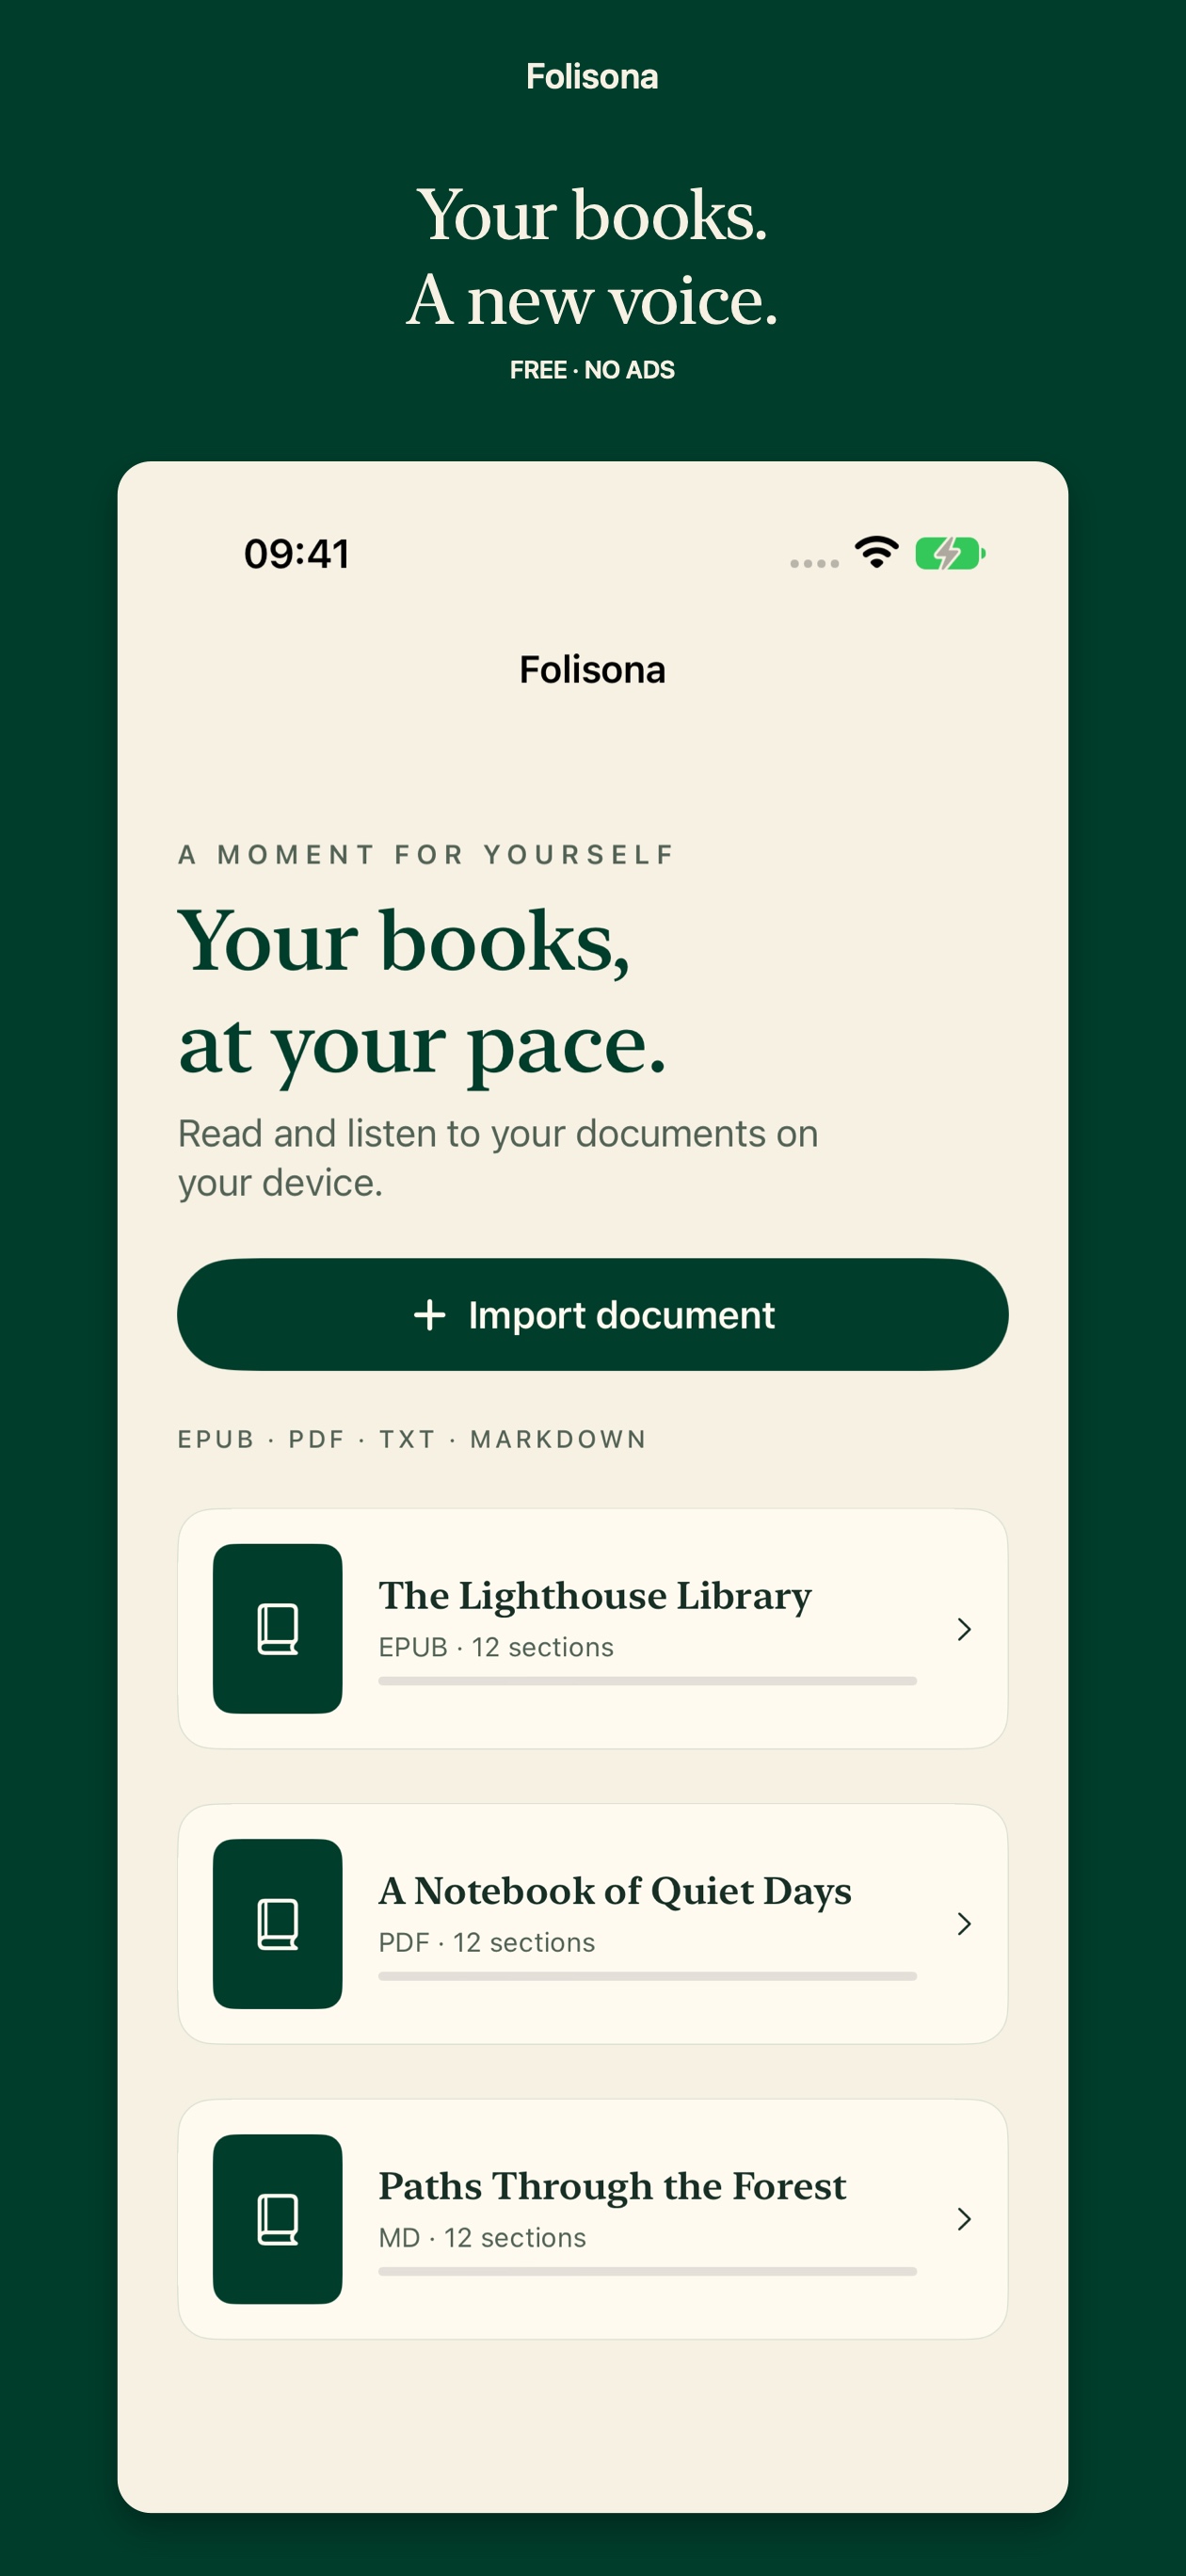 Folisona
Your books.
A new voice.
FREE · NO ADS
09:41
Folisona
A MOMENT FOR YOURSELF
Your books,
at your pace.
Read and listen to your documents on
your device.
+ Import document
EPUB · PDF · TXT · MARKDOWN
The Lighthouse Library
EPUB · 12 sections
A Notebook of Quiet Days
PDF · 12 sections
Paths Through the Forest
MD · 12 sections